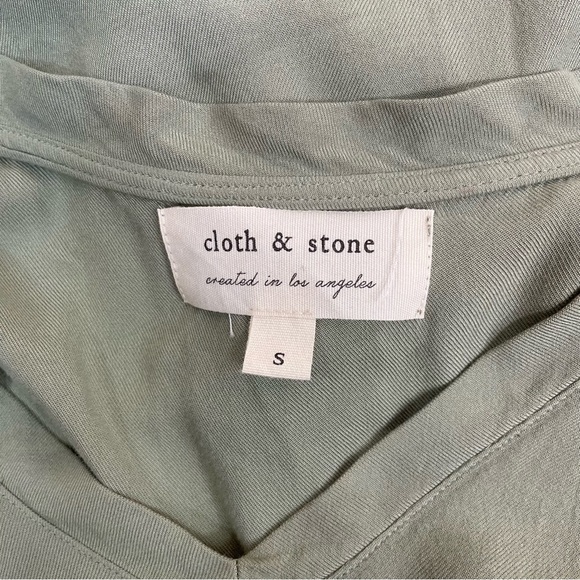 cloth & stone
created in los angeles
S